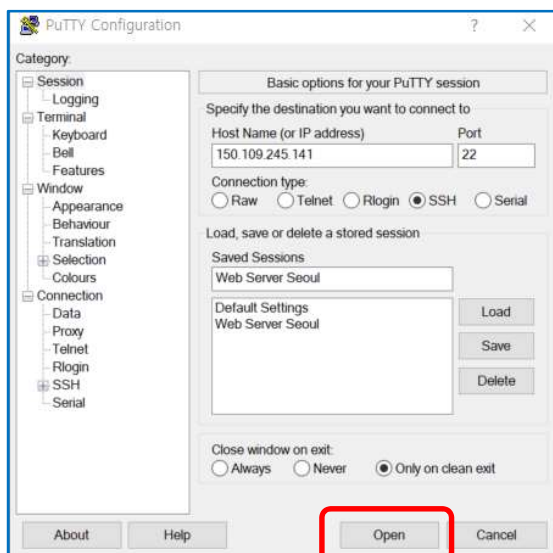 PuTTY Configuration
?
Category:
Session
Logging
Terminal
Keyboard
Bell
Features
Window
Appearance
Behaviour
Translation
Selection
Colours
Connection
Data
Proxy
Telnet
Rlogin
SSH
Serial
Basic options for your PuTTY session
Specify the destination you want to connect to
Host Name (or IP address) Port
150.109.245.141 22
Connection type:
Raw Telnet Rlogin SSH Serial
Load, save or delete a stored session
Saved Sessions
Web Server Seoul
Default Settings
Web Server Seoul
Load
Save
Delete
Close window on exit:
Always Never Only on clean exit
About Help Open Cancel